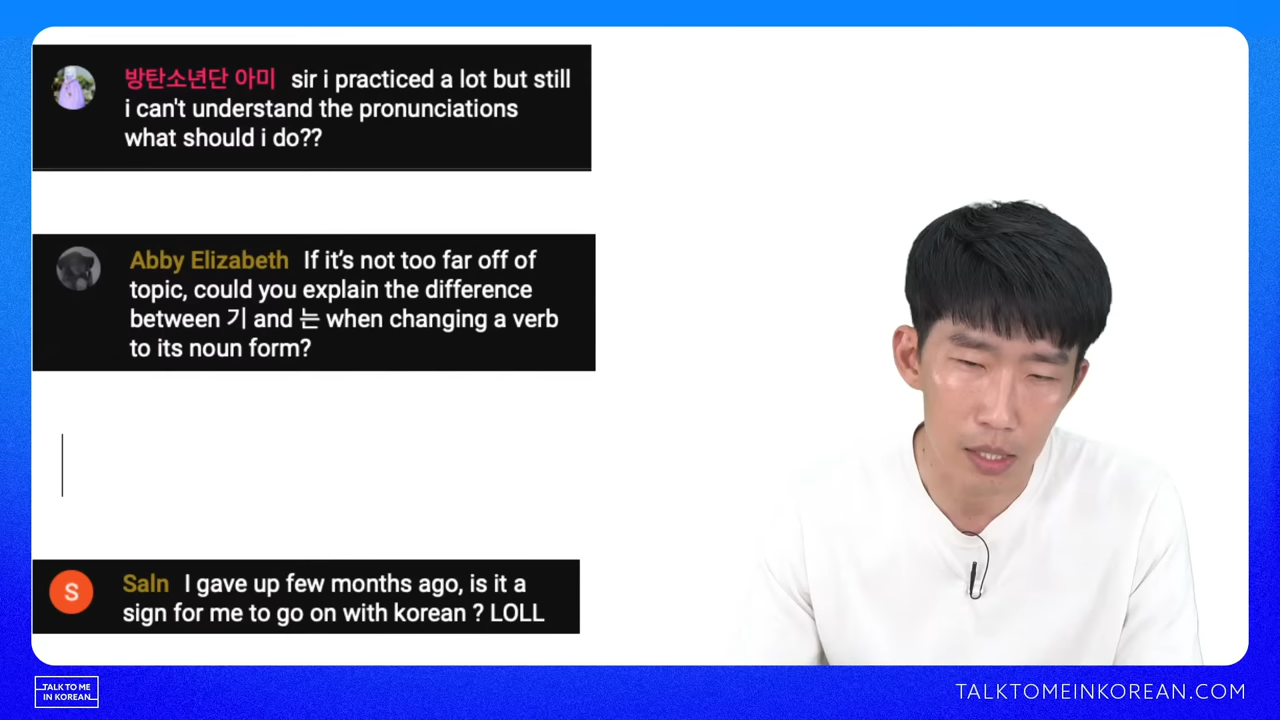 방탄소년단 아미 sir i practiced a lot but still
i can't understand the pronunciations
what should i do??
Abby Elizabeth If it's not too far off of
topic, could you explain the difference
between 기 and 는 when changing a verb
to its noun form?
S
Saln I gave up few months ago, is it a
sign for me to go on with korean ? LOLL
TALK TO ME
IN KOREAN
TALKTOMEINKOREAN.COM